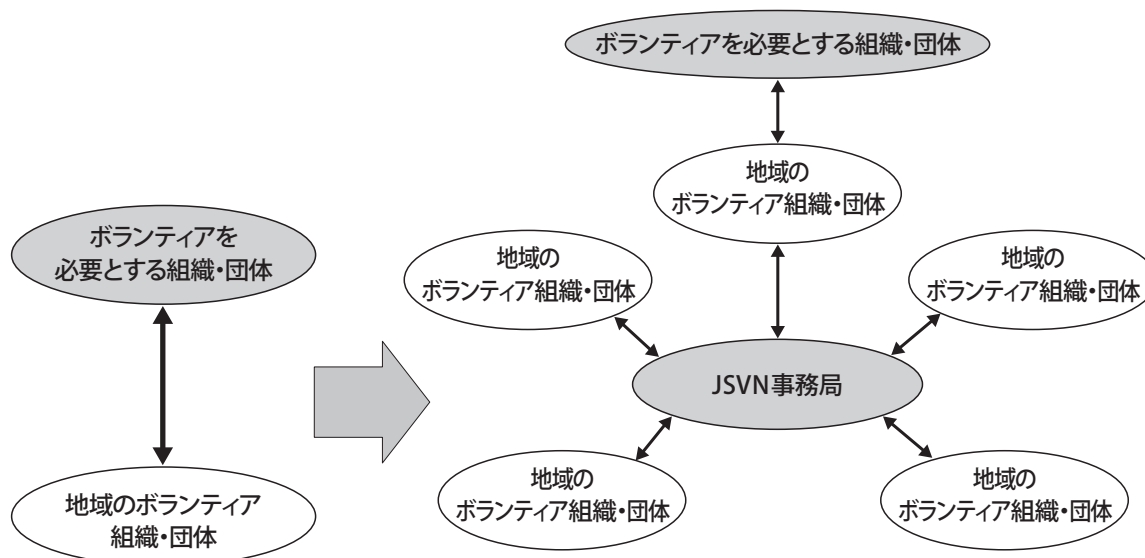 ボランティアを必要とする組織・団体
地域の
ボランティア組織・団体
ボランティアを
必要とする組織・団体
地域の
ボランティア組織・団体
地域の
ボランティア組織・団体
JSVN事務局
地域のボランティア
組織・団体
地域の
ボランティア組織・団体
地域の
ボランティア組織・団体